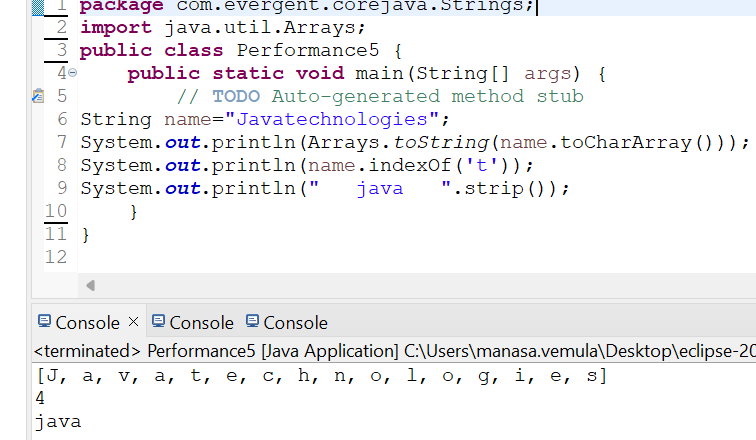 1 package com.evergent.corejava.Strings;
2 import java.util.Arrays;
3 public class Performance5 {
4 public static void main(String[] args) {
5 // TODO Auto-generated method stub
6 String name="Javatechnologies";
7 System.out.println(Arrays.toString(name.toCharArray()));
8 System.out.println(name.indexOf('t'));
9 System.out.println("   java   ".strip());
10 }
11 }
12
Console × Console Console
<terminated> Performance5 [Java Application] C:\Users\manasa.vemula\Desktop\eclipse-20
[J, a, v, a, t, e, c, h, n, o, l, o, g, i, e, s]
4
java